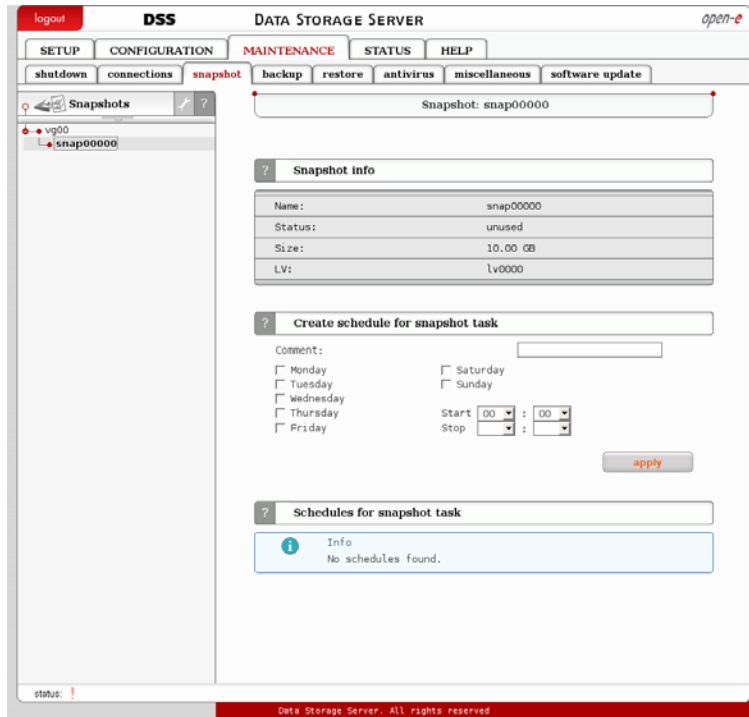 logout DSS DATA STORAGE SERVER open-e
SETUP CONFIGURATION MAINTENANCE STATUS HELP
shutdown connections snapshot backup restore antivirus miscellaneous software update
Snapshots ?
vg00
snap00000
Snapshot: snap00000
? Snapshot info
Name: snap00000
Status: unused
Size: 10.00 GB
LV: lv0000
? Create schedule for snapshot task
Comment:
Monday Saturday
Tuesday Sunday
Wednesday
Thursday Start 00 : 00
Friday Stop :
apply
? Schedules for snapshot task
i Info
No schedules found.
status: !
Data Storage Server. All rights reserved